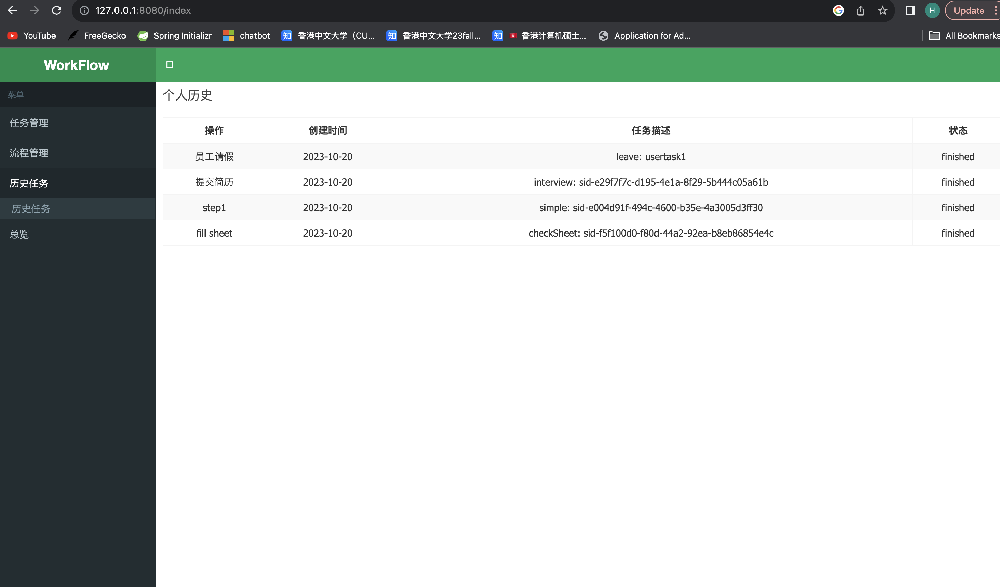 127.0.0.1:8080/index
H
Update
YouTube
FreeGecko
Spring Initializr
chatbot
知 香港中文大学（CU...
知 香港中文大学23fall...
知 香港计算机硕士...
Application for Ad...
All Bookmarks
WorkFlow
菜单
任务管理
流程管理
历史任务
历史任务
总览
个人历史
操作 创建时间 任务描述 状态
员工请假 2023-10-20 leave: usertask1 finished
提交简历 2023-10-20 interview: sid-e29f7f7c-d195-4e1a-8f29-5b444c05a61b finished
step1 2023-10-20 simple: sid-e004d91f-494c-4600-b35e-4a3005d3ff30 finished
fill sheet 2023-10-20 checkSheet: sid-f5f100d0-f80d-44a2-92ea-b8eb86854e4c finished